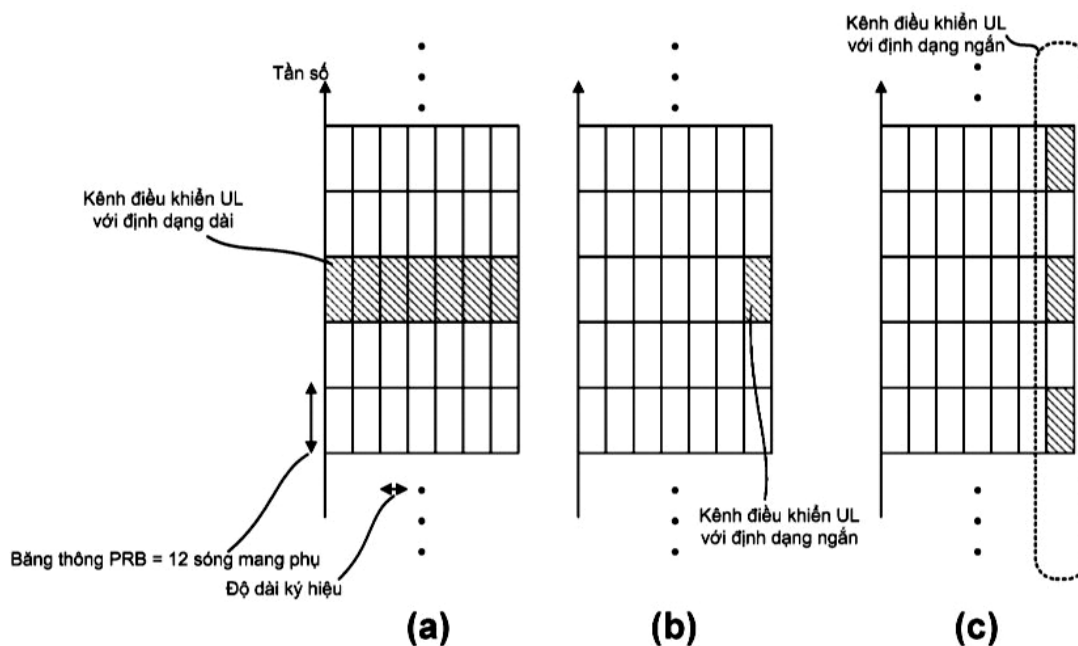 Kênh điều khiển UL
với định dạng ngắn
Tần số
Kênh điều khiển UL
với định dạng dài
Kênh điều khiển UL
với định dạng ngắn
Băng thông PRB = 12 sóng mang phụ
Độ dài ký hiệu
(a)
(b)
(c)